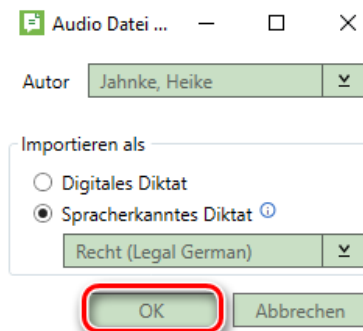 Audio Datei ...
Autor Jahnke, Heike
Importieren als
Digitales Diktat
Spracherkanntes Diktat
Recht (Legal German)
OK Abbrechen